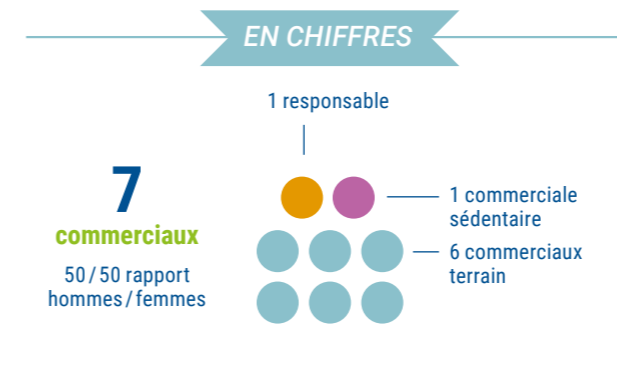 EN CHIFFRES
1 responsable
7
commerciaux
50/50 rapport
hommes/femmes
1 commerciale
sédentaire
6 commerciaux
terrain